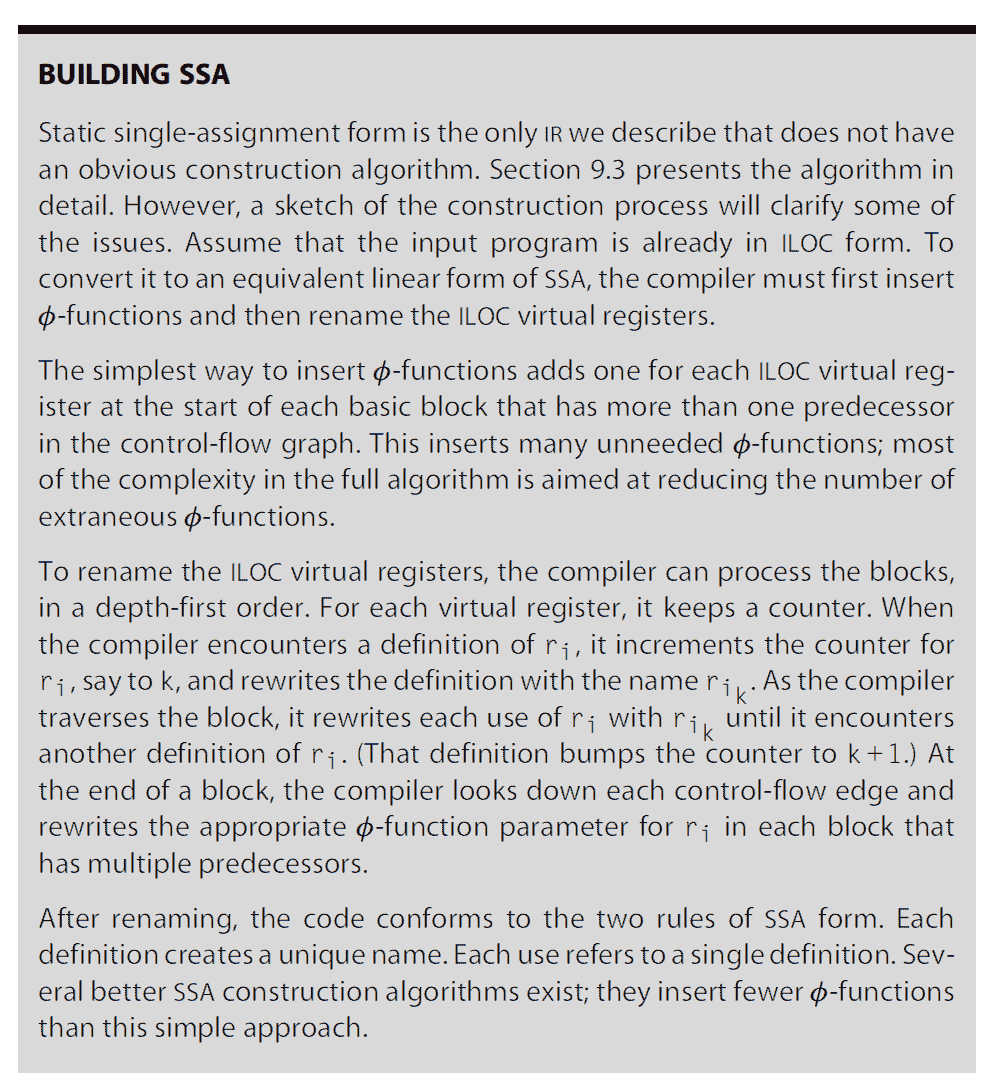 BUILDING SSA
Static single-assignment form is the only IR we describe that does not have
an obvious construction algorithm. Section 9.3 presents the algorithm in
detail. However, a sketch of the construction process will clarify some of
the issues. Assume that the input program is already in ILOC form. To
convert it to an equivalent linear form of SSA, the compiler must first insert
ϕ-functions and then rename the ILOC virtual registers.
The simplest way to insert ϕ-functions adds one for each ILOC virtual reg-
ister at the start of each basic block that has more than one predecessor
in the control-flow graph. This inserts many unneeded ϕ-functions; most
of the complexity in the full algorithm is aimed at reducing the number of
extraneous ϕ-functions.
To rename the ILOC virtual registers, the compiler can process the blocks,
in a depth-first order. For each virtual register, it keeps a counter. When
the compiler encounters a definition of rᵢ, it increments the counter for
rᵢ, say to k, and rewrites the definition with the name rᵢₖ. As the compiler
traverses the block, it rewrites each use of rᵢ with rᵢₖ until it encounters
another definition of rᵢ. (That definition bumps the counter to k + 1.) At
the end of a block, the compiler looks down each control-flow edge and
rewrites the appropriate ϕ-function parameter for rᵢ in each block that
has multiple predecessors.
After renaming, the code conforms to the two rules of SSA form. Each
definition creates a unique name. Each use refers to a single definition. Sev-
eral better SSA construction algorithms exist; they insert fewer ϕ-functions
than this simple approach.